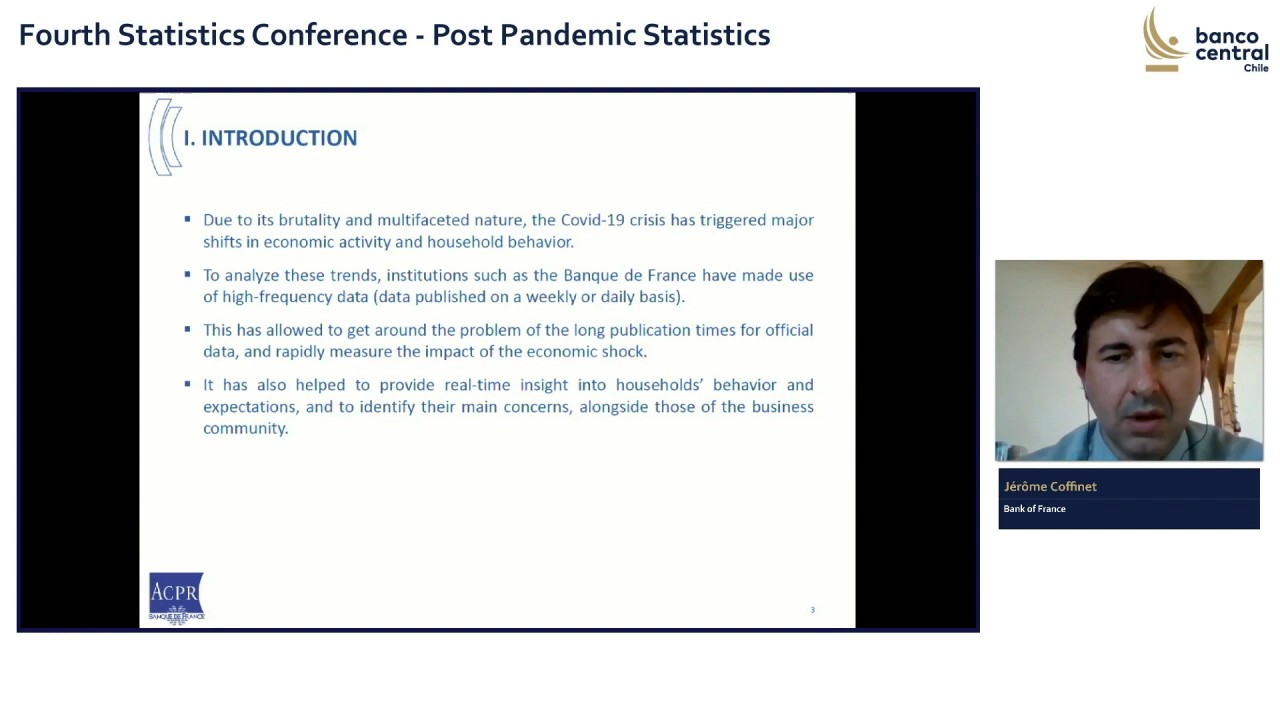 Fourth Statistics Conference - Post Pandemic Statistics
banco
central
Chile
I. INTRODUCTION
▪ Due to its brutality and multifaceted nature, the Covid-19 crisis has triggered major
shifts in economic activity and household behavior.
▪ To analyze these trends, institutions such as the Banque de France have made use
of high-frequency data (data published on a weekly or daily basis).
▪ This has allowed to get around the problem of the long publication times for official
data, and rapidly measure the impact of the economic shock.
▪ It has also helped to provide real-time insight into households’ behavior and
expectations, and to identify their main concerns, alongside those of the business
community.
ACPR
BANQUE DE FRANCE
3
Jérôme Coffinet
Bank of France